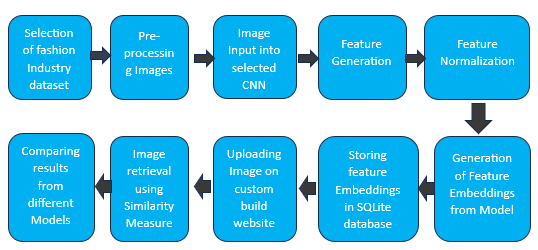 Selection
of fashion
Industry
dataset
Pre-
processin
g Images
Image
Input into
selected
CNN
Feature
Generation
Feature
Normalization
Generation
of Feature
Embeddings
from Model
Storing
feature
Embeddings
in SQLite
database
Uploading
Image on
custom
build
website
Image
retrieval
using
Similarity
Measure
Comparing
results
from
different
Models